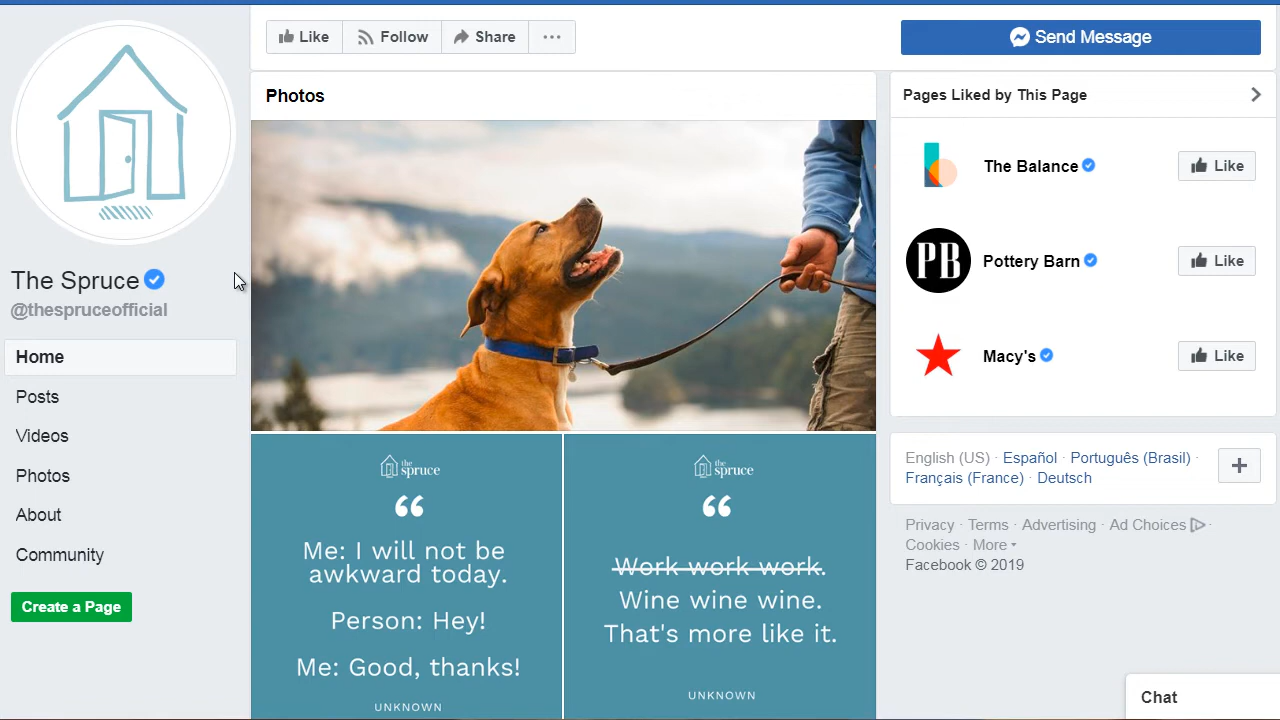 Like
Follow
Share
Send Message
The Spruce
@thespruceofficial
Home
Posts
Videos
Photos
About
Community
Create a Page
Photos
the
spruce
“
Me: I will not be
awkward today.
Person: Hey!
Me: Good, thanks!
UNKNOWN
the
spruce
“
Work work work.
Wine wine wine.
That's more like it.
UNKNOWN
Pages Liked by This Page
The Balance
Like
PB
Pottery Barn
Like
Macy's
Like
English (US) · Español · Português (Brasil) ·
Français (France) · Deutsch
Privacy · Terms · Advertising · Ad Choices ·
Cookies · More
Facebook © 2019
Chat